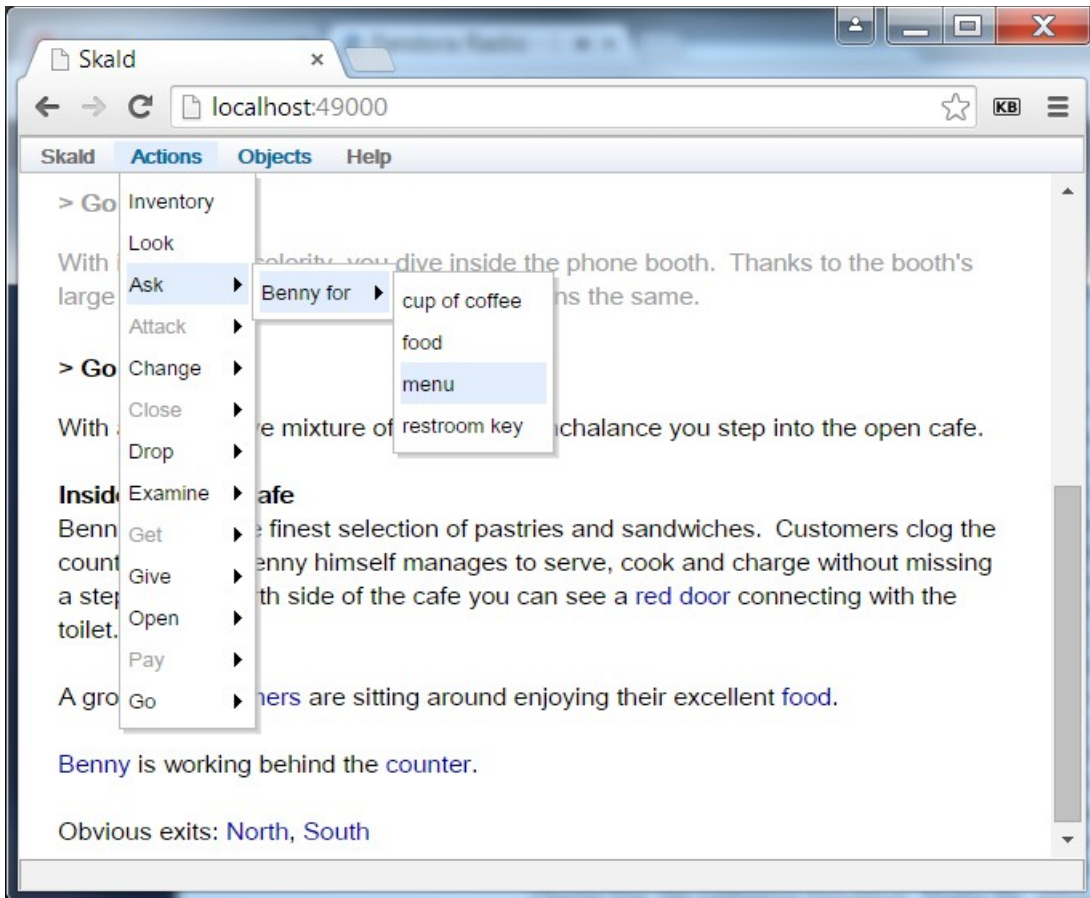 Skald
localhost:49000
KB
Skald Actions Objects Help
Inventory
Look
Ask
Attack
Change
Close
Drop
Examine
Get
Give
Open
Pay
Go
Benny for
cup of coffee
food
menu
restroom key
> Go
With you dive inside the phone booth. Thanks to the booth's
large ns the same.
> Go
With e mixture of nchalance you step into the open cafe.
Insid afe
Benn finest selection of pastries and sandwiches. Customers clog the
count enny himself manages to serve, cook and charge without missing
a step th side of the cafe you can see a red door connecting with the
toilet.
A gro ners are sitting around enjoying their excellent food.
Benny is working behind the counter.
Obvious exits: North, South